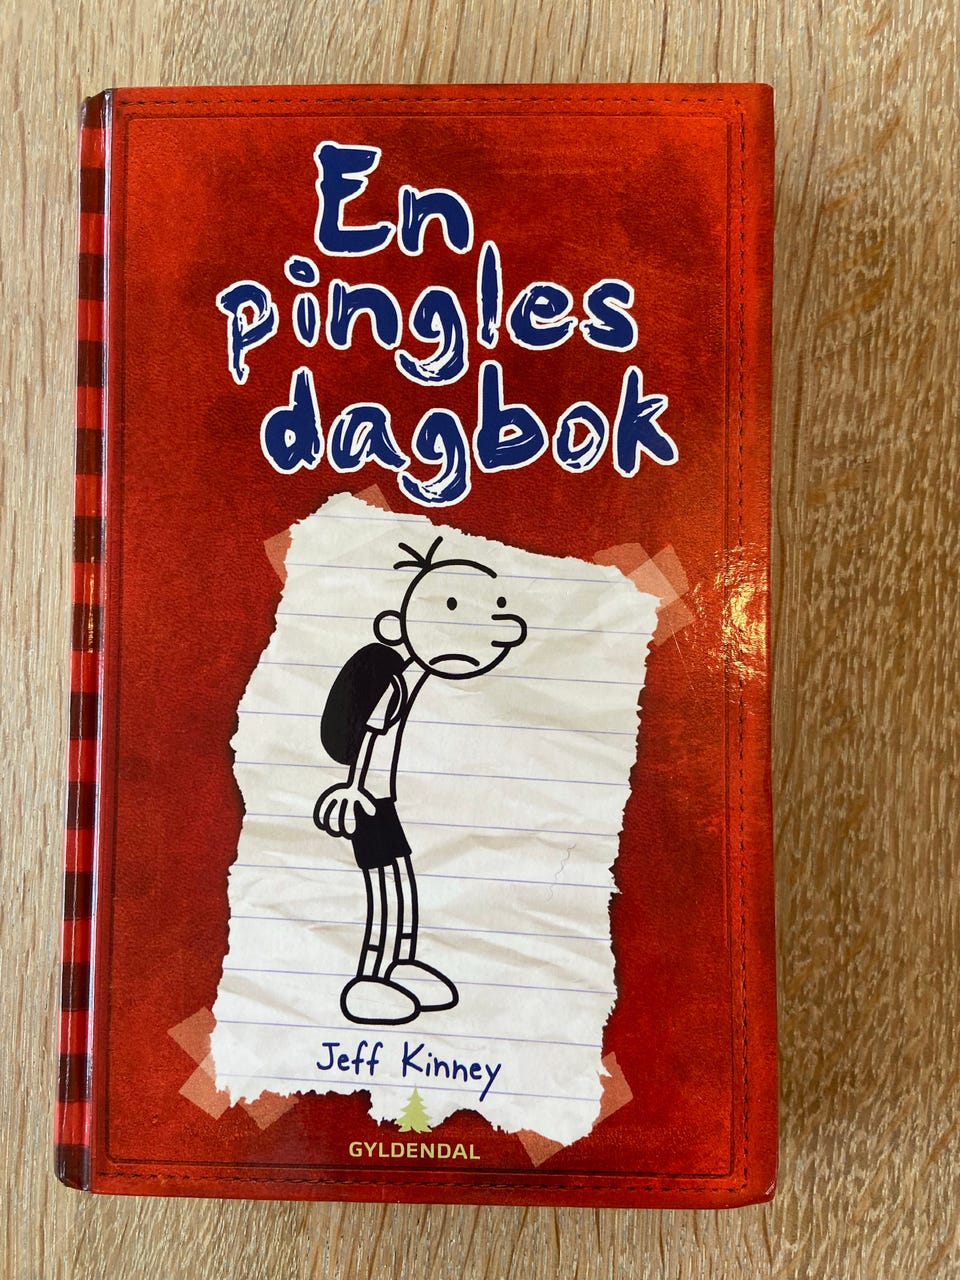 En
pingles
dagbok
Jeff Kinney
GYLDENDAL